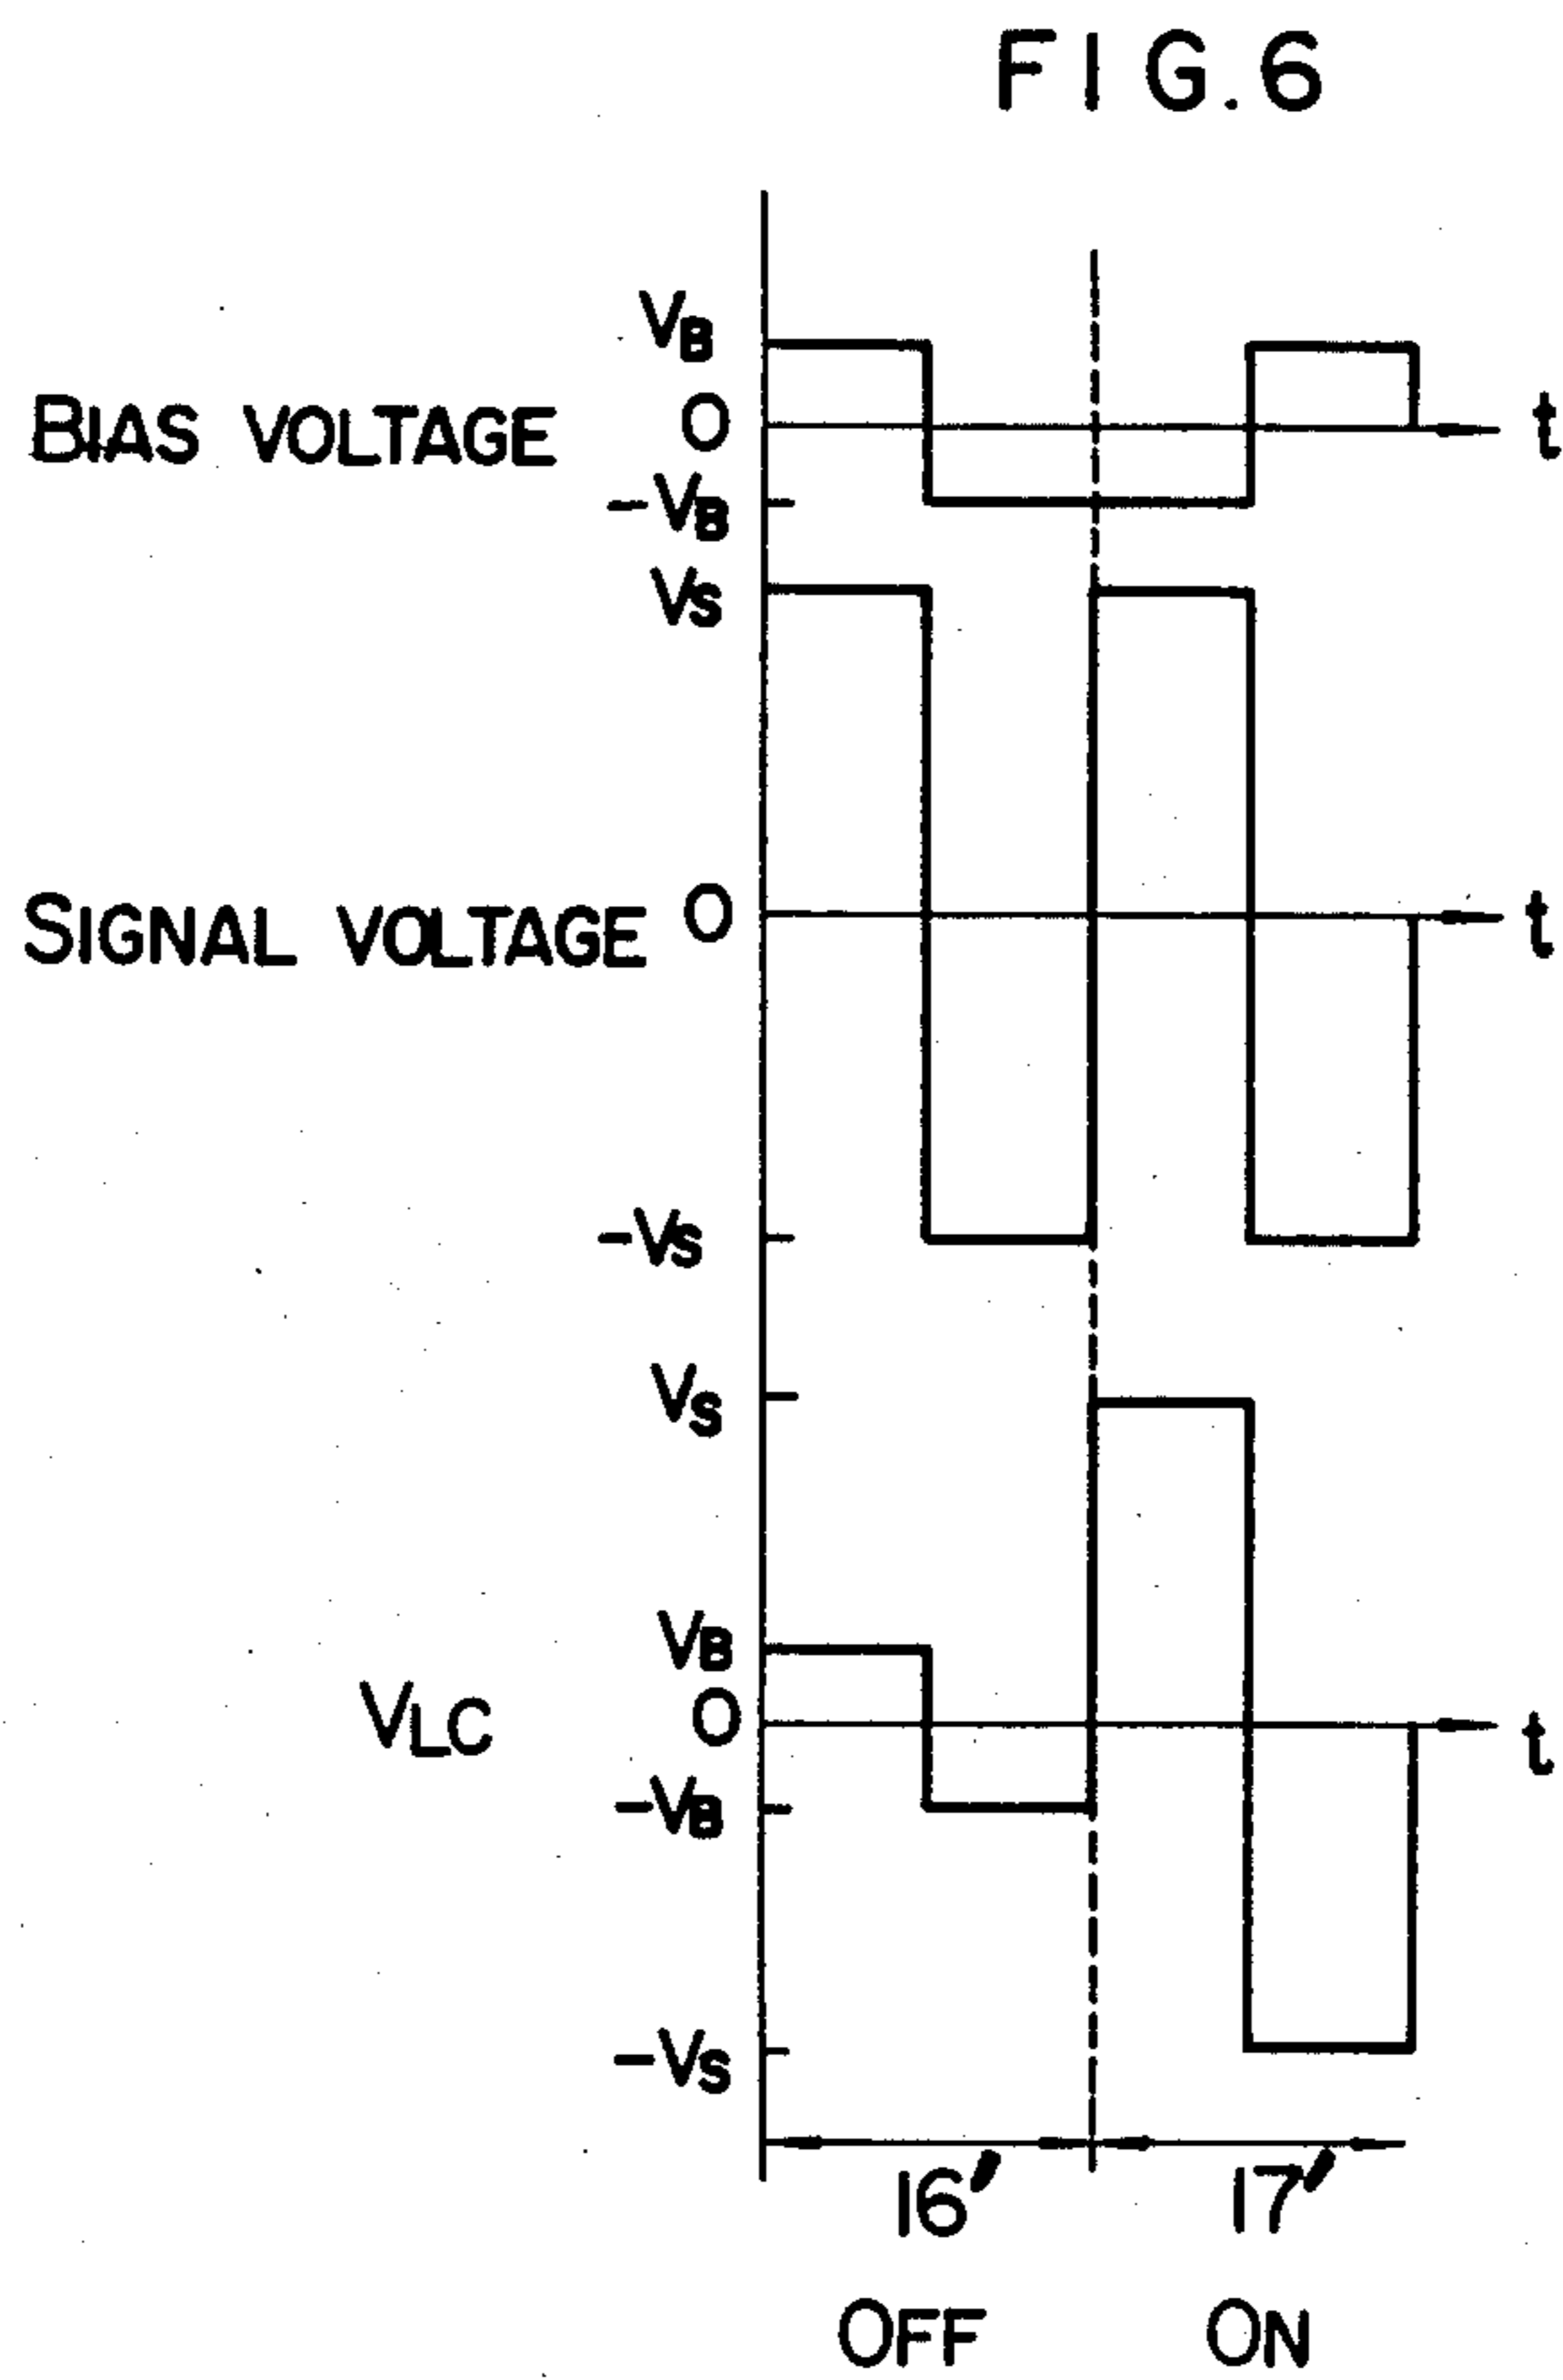 FIG.6
VB
BIAS VOLTAGE 0 t
-VB
VS
SIGNAL VOLTAGE 0 t
-VS
VS
VB
VLC 0 t
-VB
-VS
16' 17'
OFF ON